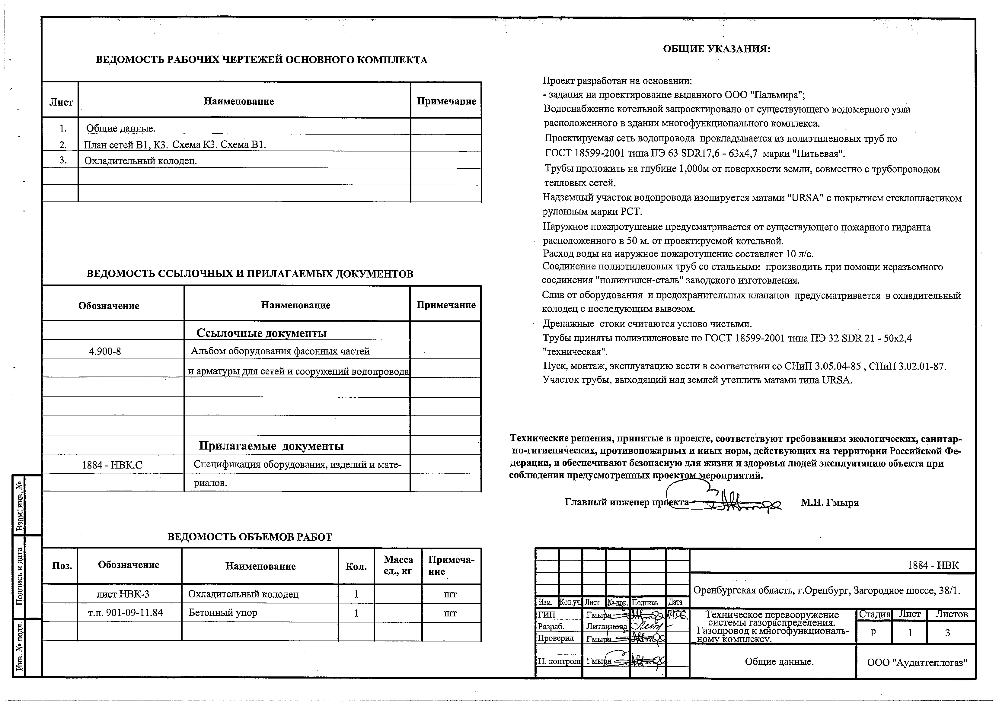 ВЕДОМОСТЬ РАБОЧИХ ЧЕРТЕЖЕЙ ОСНОВНОГО КОМПЛЕКТА
Лист Наименование Примечание
1. Общие данные.
2. План сетей В1, К3. Схема К3. Схема В1.
3. Охладительный колодец.
ВЕДОМОСТЬ ССЫЛОЧНЫХ И ПРИЛАГАЕМЫХ ДОКУМЕНТОВ
Обозначение Наименование Примечание
Ссылочные документы
4.900-8 Альбом оборудования фасонных частей
и арматуры для сетей и сооружений водопровода
Прилагаемые документы
1884 - НВК.С Спецификация оборудования, изделий и мате-
риалов.
ВЕДОМОСТЬ ОБЪЕМОВ РАБОТ
Поз. Обозначение Наименование Кол. Масса ед., кг Примеча-
ние
лист НВК-3 Охладительный колодец 1 шт
т.п. 901-09-11.84 Бетонный упор 1 шт
Взам. инв. №
Подпись и дата
Инв. № подл.
ОБЩИЕ УКАЗАНИЯ:
Проект разработан на основании:
- задания на проектирование выданного ООО "Пальмира";
Водоснабжение котельной запроектировано от существующего водомерного узла
расположенного в здании многофункционального комплекса.
Проектируемая сеть водопровода прокладывается из полиэтиленовых труб по
ГОСТ 18599-2001 типа ПЭ 63 SDR17,6 - 63х4,7 марки "Питьевая".
Трубы проложить на глубине 1,000м от поверхности земли, совместно с трубопроводом
тепловых сетей.
Надземный участок водопровода изолируется матами "URSA" с покрытием стеклопластиком
рулонным марки РСТ.
Наружное пожаротушение предусматривается от существующего пожарного гидранта
расположенного в 50 м. от проектируемой котельной.
Расход воды на наружное пожаротушение составляет 10 л/с.
Соединение полиэтиленовых труб со стальными производить при помощи неразъемного
соединения "полиэтилен-сталь" заводского изготовления.
Слив от оборудования и предохранительных клапанов предусматривается в охладительный
колодец с последующим вывозом.
Дренажные стоки считаются услово чистыми.
Трубы приняты полиэтиленовые по ГОСТ 18599-2001 типа ПЭ 32 SDR 21 - 50х2,4
"техническая".
Пуск, монтаж, эксплуатацию вести в соответствии со СНиП 3.05.04-85 , СНиП 3.02.01-87.
Участок трубы, выходящий над землей утеплить матами типа URSA.
Технические решения, принятые в проекте, соответствуют требованиям экологических, санитар-
но-гигиенических, противопожарных и иных норм, действующих на территории Российской Фе-
дерации, и обеспечивают безопасную для жизни и здоровья людей эксплуатацию объекта при
соблюдении предусмотренных проектом мероприятий.
Главный инженер проекта М.Н. Гмыря
1884 - НВК
Оренбургская область, г.Оренбург, Загородное шоссе, 38/1.
Изм. Кол.уч. Лист № док. Подпись Дата
ГИП Гмыря
Разраб. Литвинова
Проверил Гмыря
Н. контроль Гмыря
Техническое перевооружение
системы газораспределения.
Газопровод к многофункциональ-
ному комплексу.
Стадия Лист Листов
р 1 3
Общие данные.
ООО "Аудиттеплогаз"